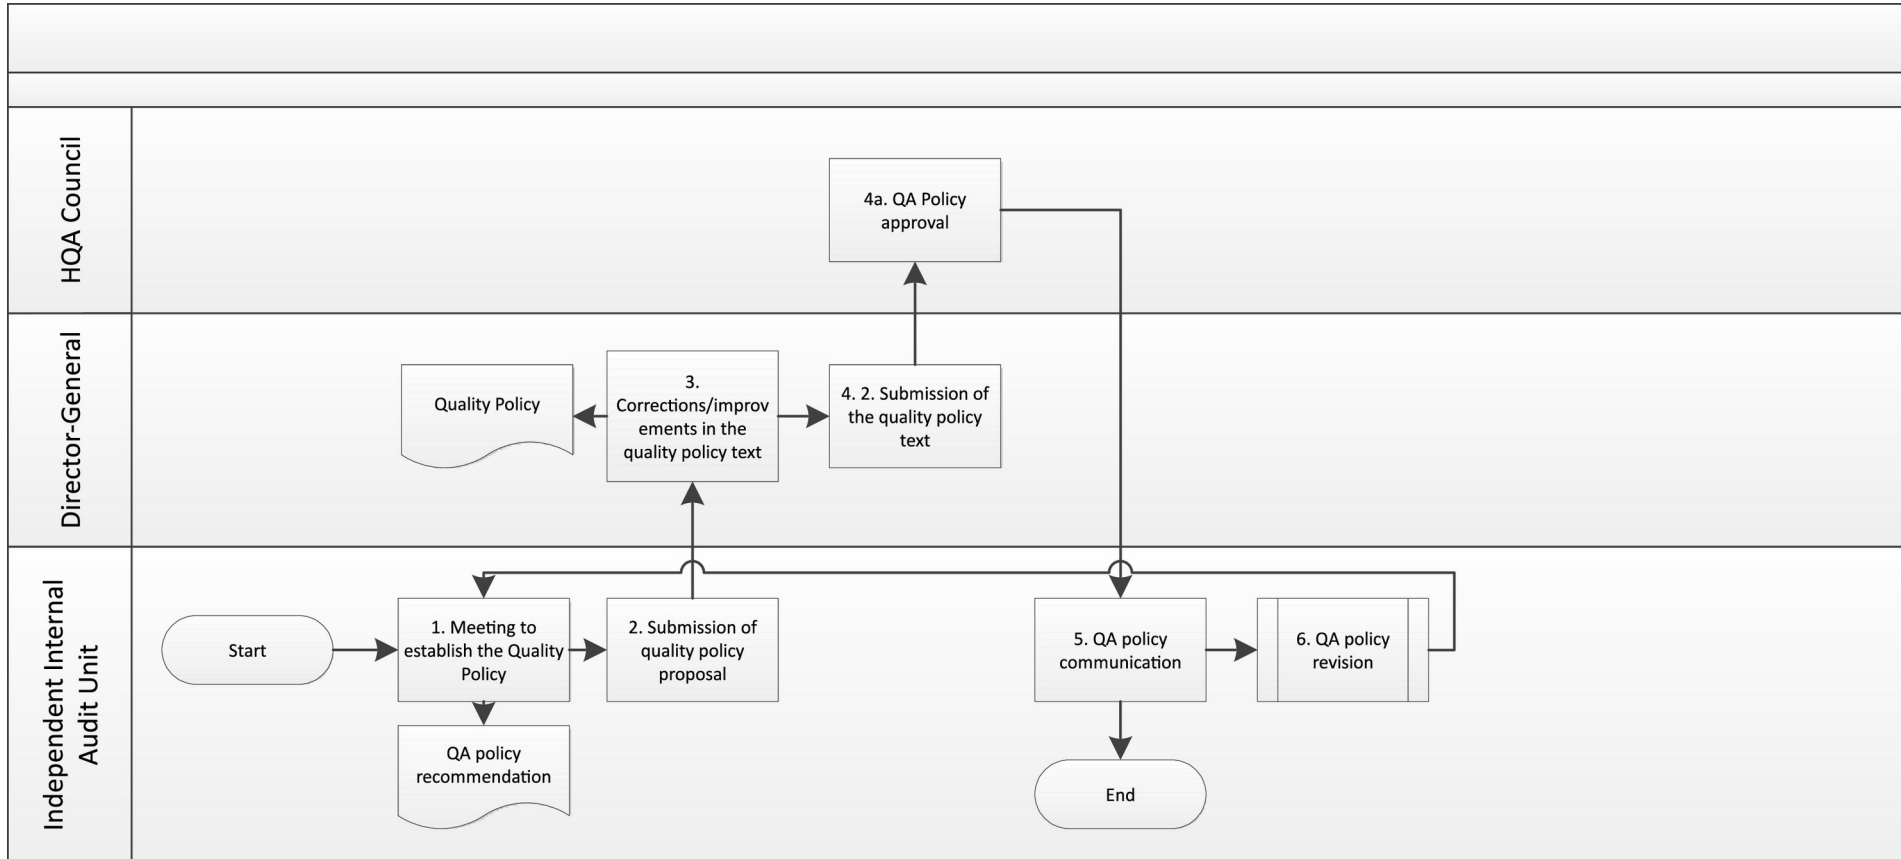 HQA Council
4a. QA Policy
approval
Director-General
Quality Policy
3.
Corrections/improv
ements in the
quality policy text
4. 2. Submission of
the quality policy
text
Independent Internal
Audit Unit
Start
1. Meeting to
establish the Quality
Policy
2. Submission of
quality policy
proposal
5. QA policy
communication
6. QA policy
revision
QA policy
recommendation
End